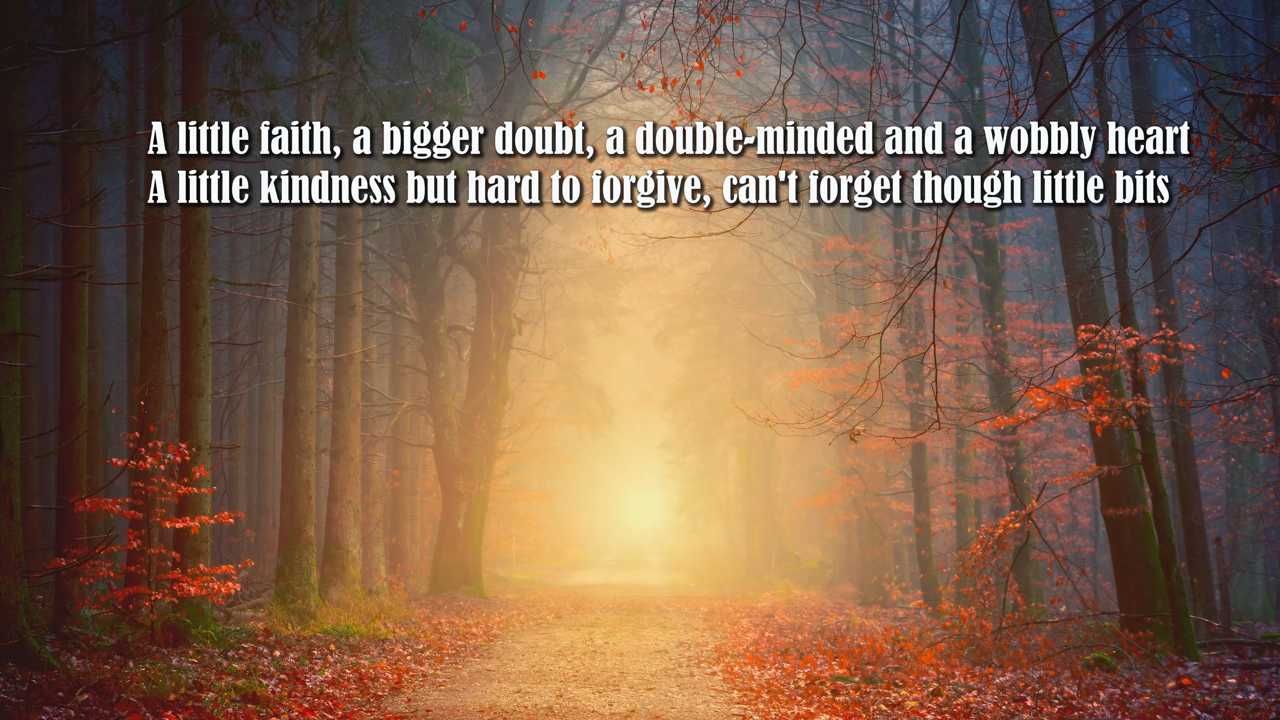 A little faith, a bigger doubt, a double-minded and a wobbly heart
A little kindness but hard to forgive, can't forget though little bits